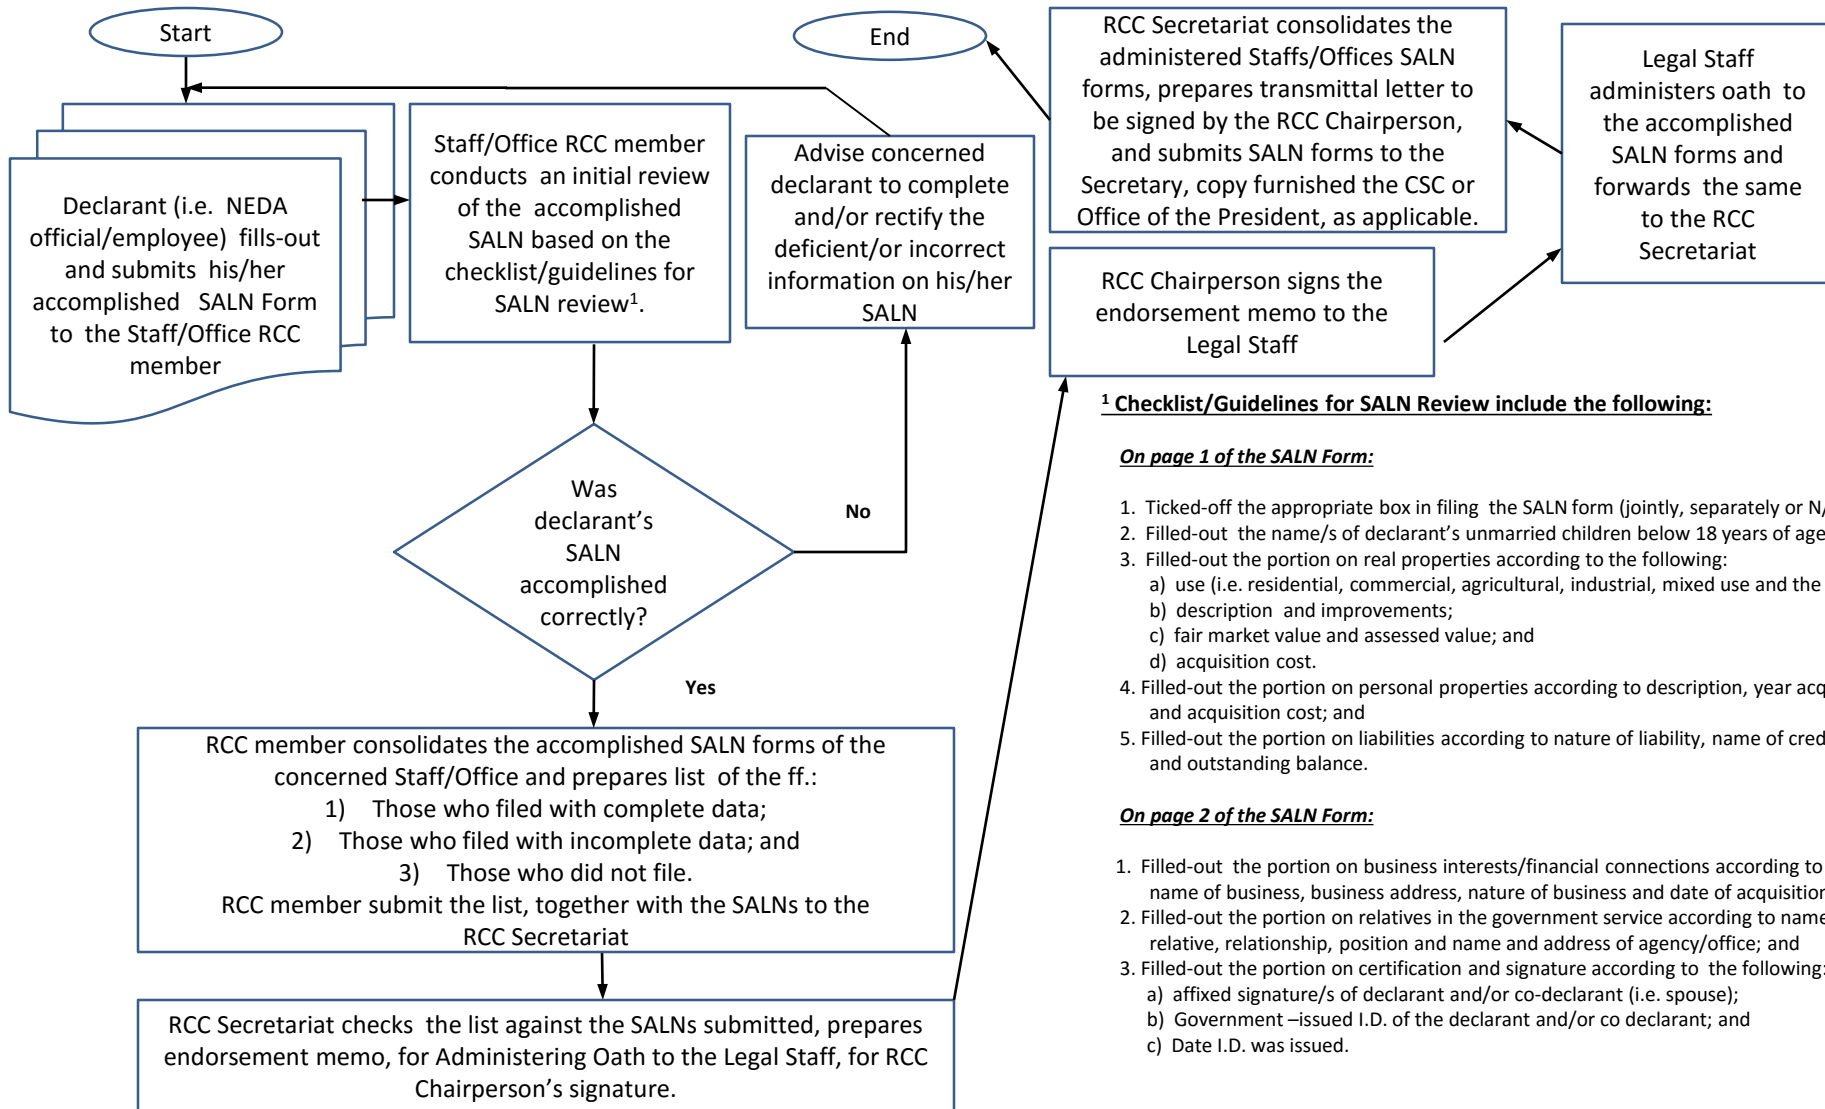 Start
Declarant (i.e. NEDA
official/employee) fills-out
and submits his/her
accomplished SALN Form
to the Staff/Office RCC
member
Staff/Office RCC member
conducts an initial review
of the accomplished
SALN based on the
checklist/guidelines for
SALN review¹.
Was
declarant’s
SALN
accomplished
correctly?
No
Advise concerned
declarant to complete
and/or rectify the
deficient/or incorrect
information on his/her
SALN
Yes
RCC member consolidates the accomplished SALN forms of the
concerned Staff/Office and prepares list of the ff.:
1) Those who filed with complete data;
2) Those who filed with incomplete data; and
3) Those who did not file.
RCC member submit the list, together with the SALNs to the
RCC Secretariat
RCC Secretariat checks the list against the SALNs submitted, prepares
endorsement memo, for Administering Oath to the Legal Staff, for RCC
Chairperson’s signature.
RCC Chairperson signs the
endorsement memo to the
Legal Staff
Legal Staff
administers oath to
the accomplished
SALN forms and
forwards the same
to the RCC
Secretariat
RCC Secretariat consolidates the
administered Staffs/Offices SALN
forms, prepares transmittal letter to
be signed by the RCC Chairperson,
and submits SALN forms to the
Secretary, copy furnished the CSC or
Office of the President, as applicable.
End
¹ Checklist/Guidelines for SALN Review include the following:
On page 1 of the SALN Form:
1. Ticked-off the appropriate box in filing the SALN form (jointly, separately or N/
2. Filled-out the name/s of declarant’s unmarried children below 18 years of age
3. Filled-out the portion on real properties according to the following:
a) use (i.e. residential, commercial, agricultural, industrial, mixed use and the
b) description and improvements;
c) fair market value and assessed value; and
d) acquisition cost.
4. Filled-out the portion on personal properties according to description, year acq
and acquisition cost; and
5. Filled-out the portion on liabilities according to nature of liability, name of cred
and outstanding balance.
On page 2 of the SALN Form:
1. Filled-out the portion on business interests/financial connections according to
name of business, business address, nature of business and date of acquisition
2. Filled-out the portion on relatives in the government service according to name
relative, relationship, position and name and address of agency/office; and
3. Filled-out the portion on certification and signature according to the following:
a) affixed signature/s of declarant and/or co-declarant (i.e. spouse);
b) Government –issued I.D. of the declarant and/or co declarant; and
c) Date I.D. was issued.